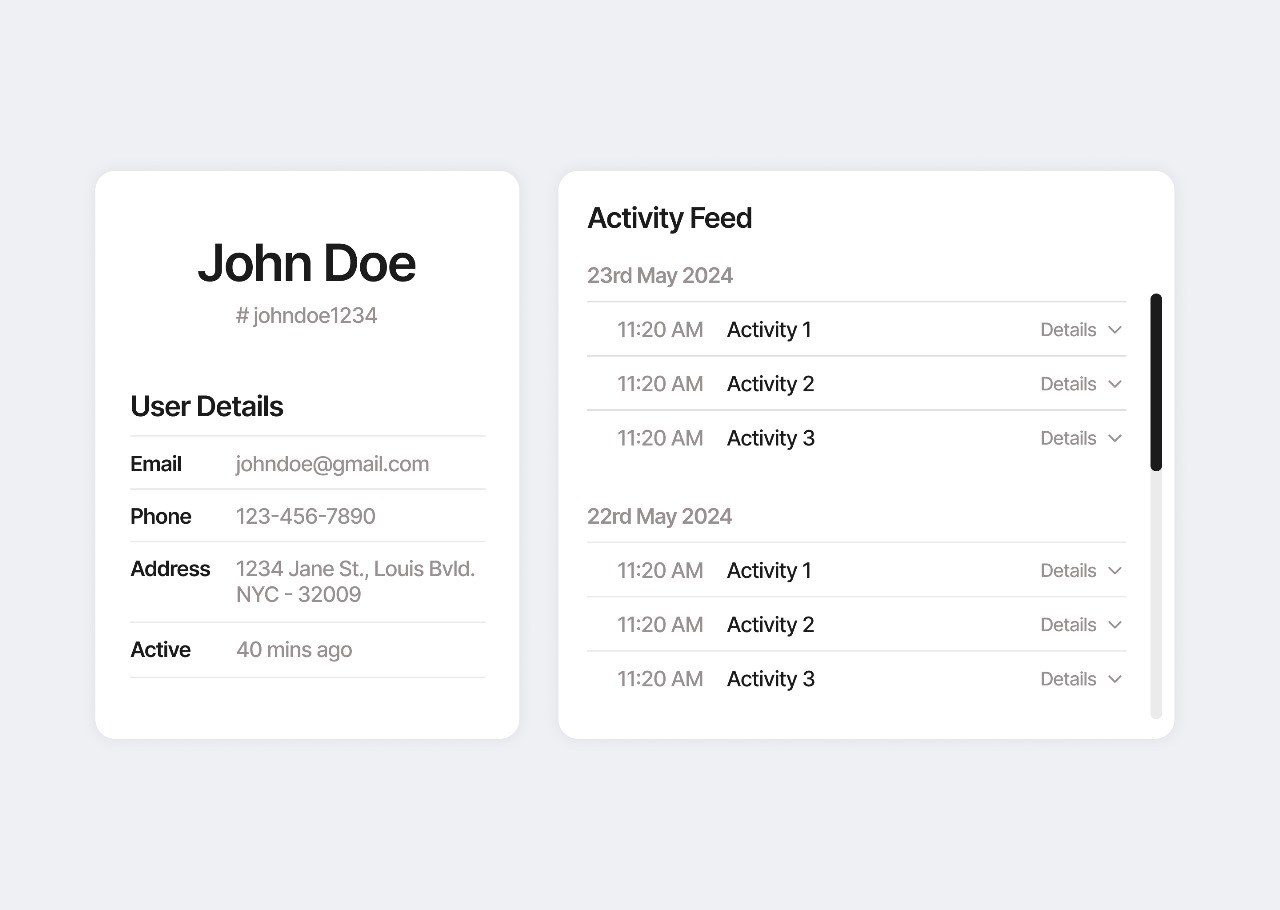 John Doe
# johndoe1234
User Details
Email johndoe@gmail.com
Phone 123-456-7890
Address 1234 Jane St., Louis Bvld.
NYC - 32009
Active 40 mins ago
Activity Feed
23rd May 2024
11:20 AM Activity 1 Details
11:20 AM Activity 2 Details
11:20 AM Activity 3 Details
22rd May 2024
11:20 AM Activity 1 Details
11:20 AM Activity 2 Details
11:20 AM Activity 3 Details